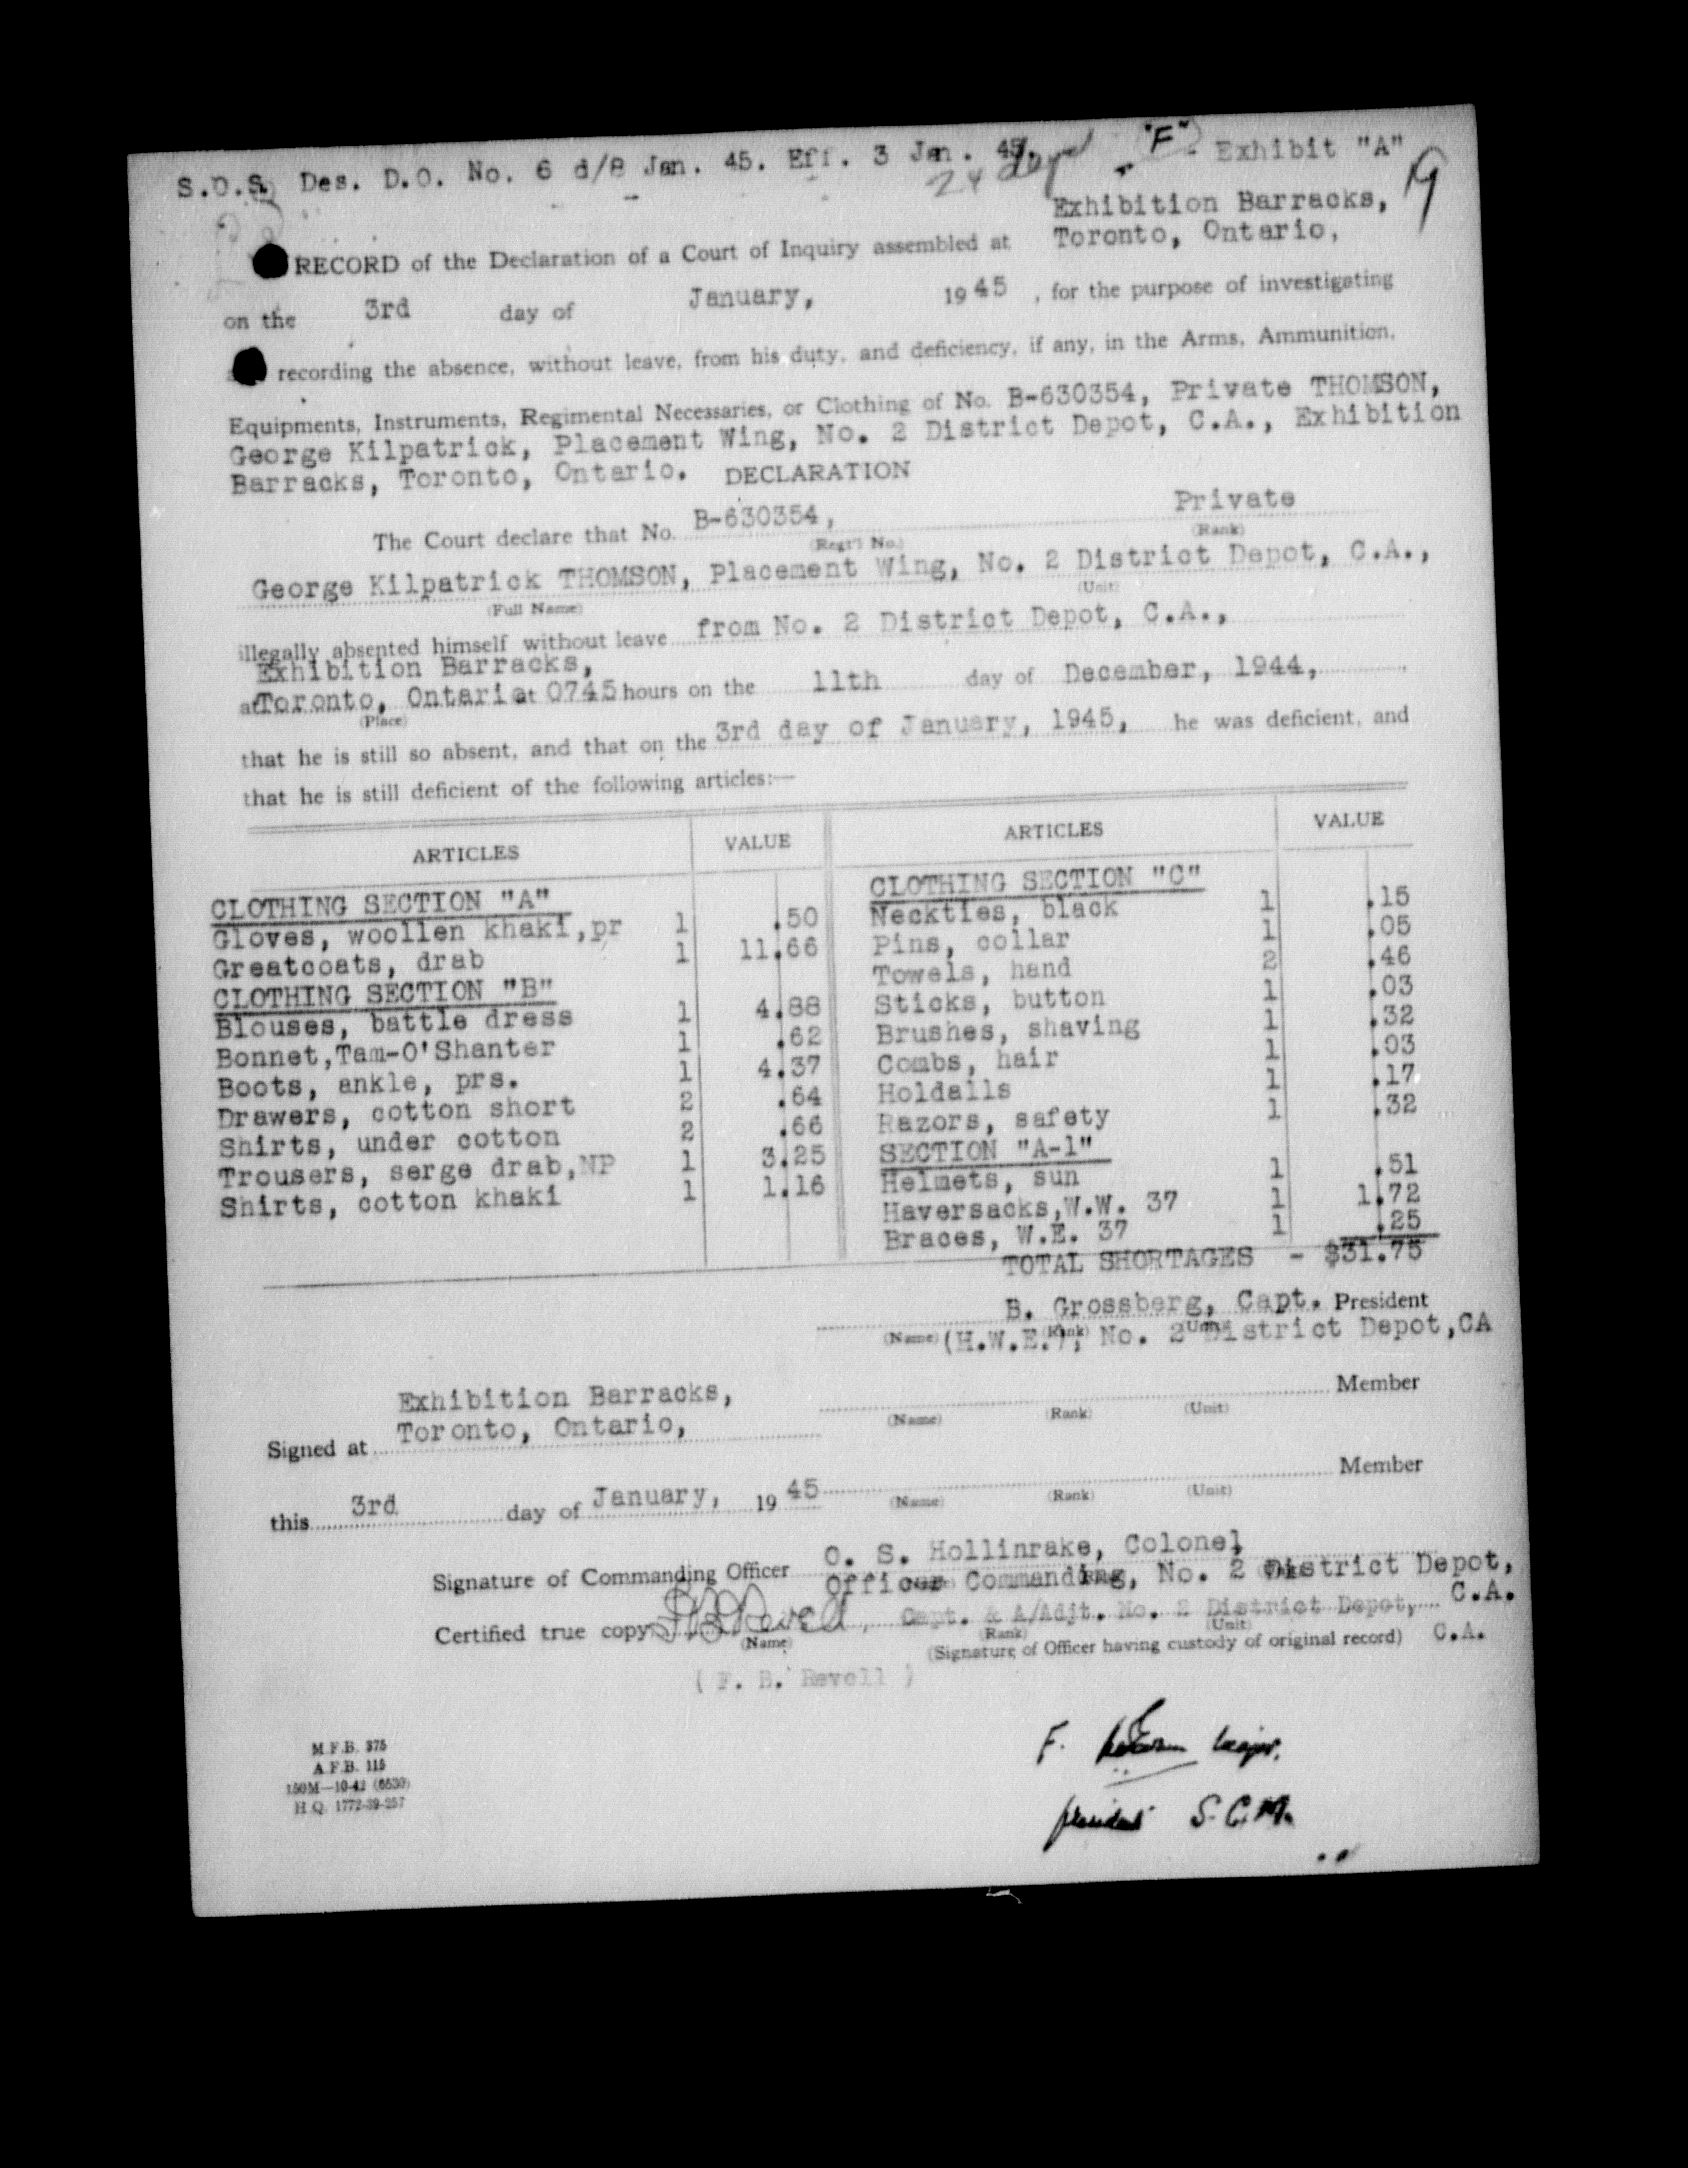 S.O.S. Des. D.O. No. 6 d/8 Jan. 45. Eff. 3 Jan. 45. "F" Exhibit "A"
24 19
Exhibition Barracks,
RECORD of the Declaration of a Court of Inquiry assembled at Toronto, Ontario,
on the 3rd day of January, 1945, for the purpose of investigating
recording the absence, without leave, from his duty, and deficiency, if any, in the Arms, Ammunition,
Equipments, Instruments, Regimental Necessaries, or Clothing of No. B-630354, Private THOMSON,
George Kilpatrick, Placement Wing, No. 2 District Depot, C.A., Exhibition
Barracks, Toronto, Ontario. DECLARATION
The Court declare that No. B-630354, Private
(Reg't'l No.) (Rank)
George Kilpatrick THOMSON, Placement Wing, No. 2 District Depot, C.A.,
(Full Name) (Unit)
illegally absented himself without leave from No. 2 District Depot, C.A.,
Exhibition Barracks,
at Toronto, Ontario at 0745 hours on the 11th day of December, 1944,
(Place)
that he is still so absent, and that on the 3rd day of January, 1945, he was deficient, and
that he is still deficient of the following articles:—
ARTICLES VALUE ARTICLES VALUE
CLOTHING SECTION "A" CLOTHING SECTION "C"
Gloves, woollen khaki,pr 1 .50 Neckties, black 1 .15
Greatcoats, drab 1 11.66 Pins, collar 1 .05
CLOTHING SECTION "B" Towels, hand 2 .46
Blouses, battle dress 1 4.88 Sticks, button 1 .03
Bonnet,Tam-O'Shanter 1 .62 Brushes, shaving 1 .32
Boots, ankle, prs. 1 4.37 Combs, hair 1 .03
Drawers, cotton short 2 .64 Holdalls 1 .17
Shirts, under cotton 2 .66 Razors, safety 1 .32
Trousers, serge drab,NP 1 3.25 SECTION "A-1"
Shirts, cotton khaki 1 1.16 Helmets, sun 1 .51
Haversacks,W.W. 37 1 1.72
Braces, W.E. 37 1 .25
TOTAL SHORTAGES - $31.75
B. Grossberg, Capt. President
(Name) (Rank) (Unit)
(H.W.E.), No. 2 District Depot,CA
Member
(Name) (Rank) (Unit)
Exhibition Barracks,
Signed at Toronto, Ontario,
Member
(Name) (Rank) (Unit)
this 3rd day of January, 1945
Signature of Commanding Officer O. S. Hollinrake, Colonel,
Officer Commanding, No. 2 District Depot,
C.A.
Certified true copy F B Revell, Capt. & A/Adjt. No. 2 District Depot,
(Name) (Rank) (Unit) C.A.
(Signature of Officer having custody of original record)
( F. B. Revell )
F. Major.
President S.C.M.
M.F.B. 375
A.F.B. 115
150M—10-42 (6530)
H.Q. 1772-39-257